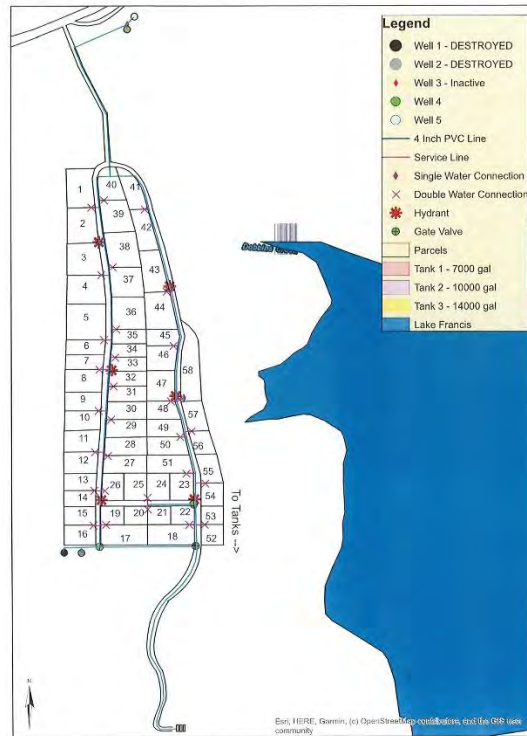 Legend
Well 1 - DESTROYED
Well 2 - DESTROYED
Well 3 - Inactive
Well 4
Well 5
4 Inch PVC Line
Service Line
Single Water Connection
Double Water Connection
Hydrant
Gate Valve
Parcels
Tank 1 - 7000 gal
Tank 2 - 10000 gal
Tank 3 - 14000 gal
Lake Francis
40
41
1
39
2
42
38
3
43
37
4
44
36
5
35
45
6
34
46
7
33
58
8
32
47
31
9
30
48
57
10
29
49
56
11
28
50
12
27
51
55
13
26
25
24
23
54
14
15
19
20
21
22
53
16
17
18
52
To Tanks -->
N
Esri, HERE, Garmin, (c) OpenStreetMap contributors, and the GIS user
community